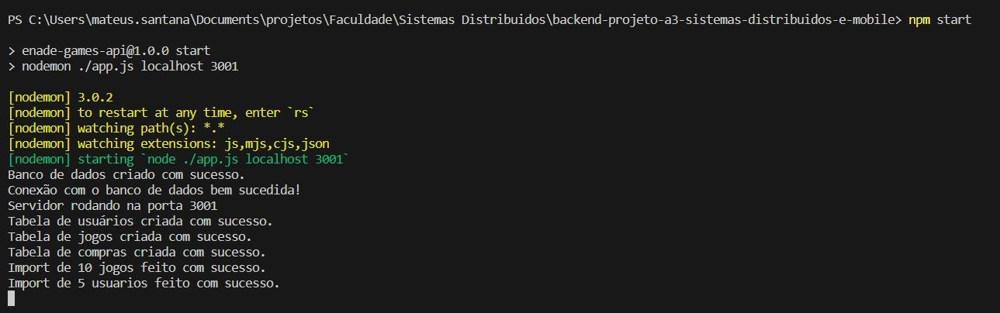 PS C:\Users\mateus.santana\Documents\projetos\Faculdade\Sistemas Distribuidos\backend-projeto-a3-sistemas-distribuidos-e-mobile> npm start
> enade-games-api@1.0.0 start
> nodemon ./app.js localhost 3001
[nodemon] 3.0.2
[nodemon] to restart at any time, enter `rs`
[nodemon] watching path(s): *.*
[nodemon] watching extensions: js,mjs,cjs,json
[nodemon] starting `node ./app.js localhost 3001`
Banco de dados criado com sucesso.
Conexão com o banco de dados bem sucedida!
Servidor rodando na porta 3001
Tabela de usuários criada com sucesso.
Tabela de jogos criada com sucesso.
Tabela de compras criada com sucesso.
Import de 10 jogos feito com sucesso.
Import de 5 usuarios feito com sucesso.